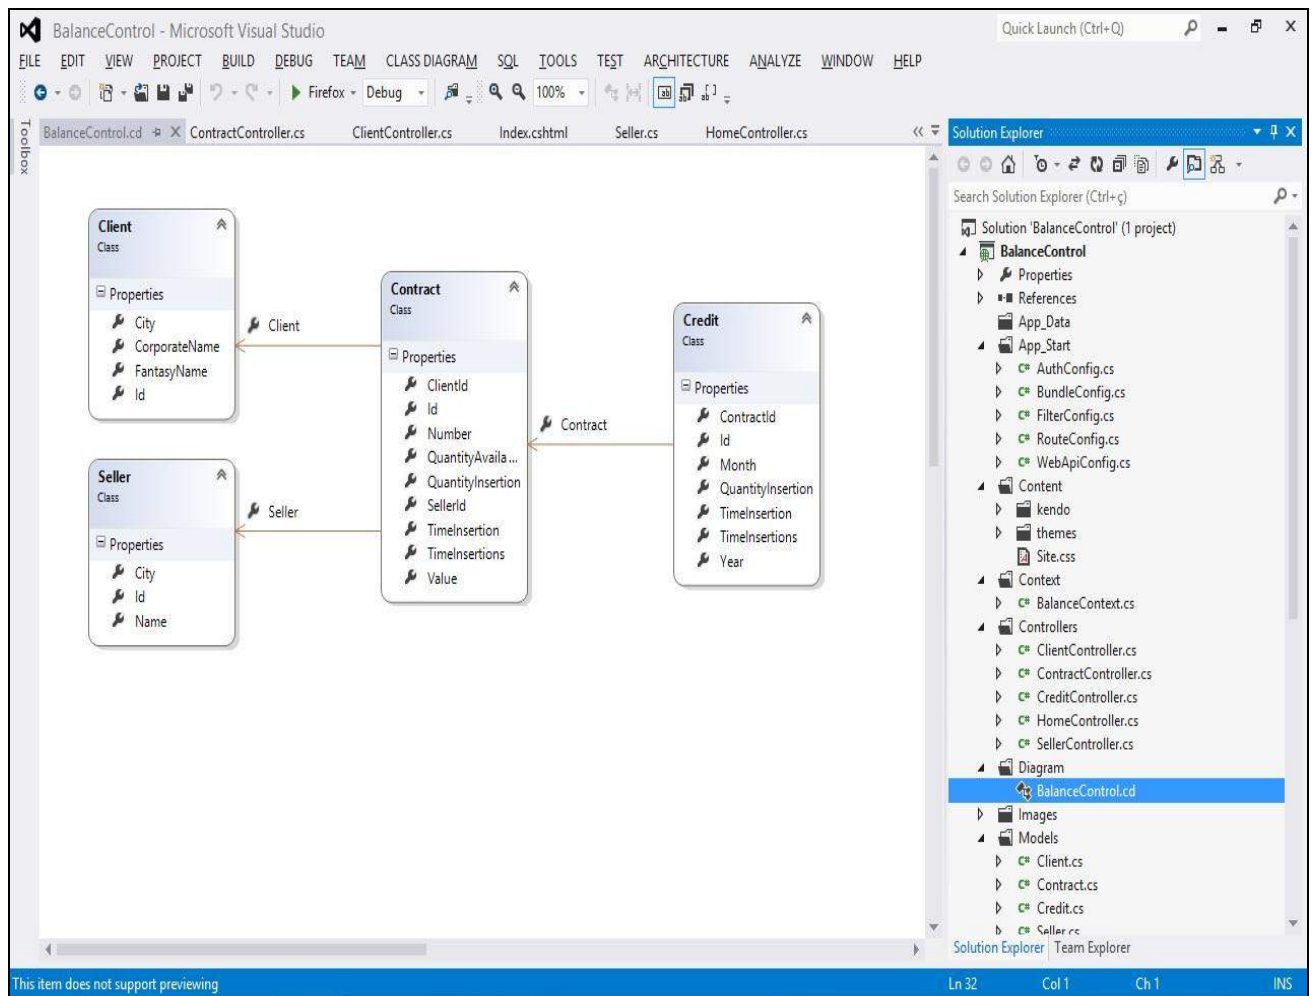 BalanceControl - Microsoft Visual Studio
Quick Launch (Ctrl+Q)
FILE EDIT VIEW PROJECT BUILD DEBUG TEAM CLASS DIAGRAM SQL TOOLS TEST ARCHITECTURE ANALYZE WINDOW HELP
Firefox Debug 100%
Toolbox
BalanceControl.cd ContractController.cs ClientController.cs Index.cshtml Seller.cs HomeController.cs
Client
Class
Properties
City
CorporateName
FantasyName
Id
Client
Seller
Class
Properties
City
Id
Name
Seller
Contract
Class
Properties
ClientId
Id
Number
QuantityAvaila...
QuantityInsertion
SellerId
TimeInsertion
TimeInsertions
Value
Contract
Credit
Class
Properties
ContractId
Id
Month
QuantityInsertion
TimeInsertion
TimeInsertions
Year
Solution Explorer
Search Solution Explorer (Ctrl+ç)
Solution 'BalanceControl' (1 project)
BalanceControl
Properties
References
App_Data
App_Start
C# AuthConfig.cs
C# BundleConfig.cs
C# FilterConfig.cs
C# RouteConfig.cs
C# WebApiConfig.cs
Content
kendo
themes
Site.css
Context
C# BalanceContext.cs
Controllers
C# ClientController.cs
C# ContractController.cs
C# CreditController.cs
C# HomeController.cs
C# SellerController.cs
Diagram
BalanceControl.cd
Images
Models
C# Client.cs
C# Contract.cs
C# Credit.cs
C# Seller.cs
Solution Explorer Team Explorer
This item does not support previewing
Ln 32 Col 1 Ch 1 INS